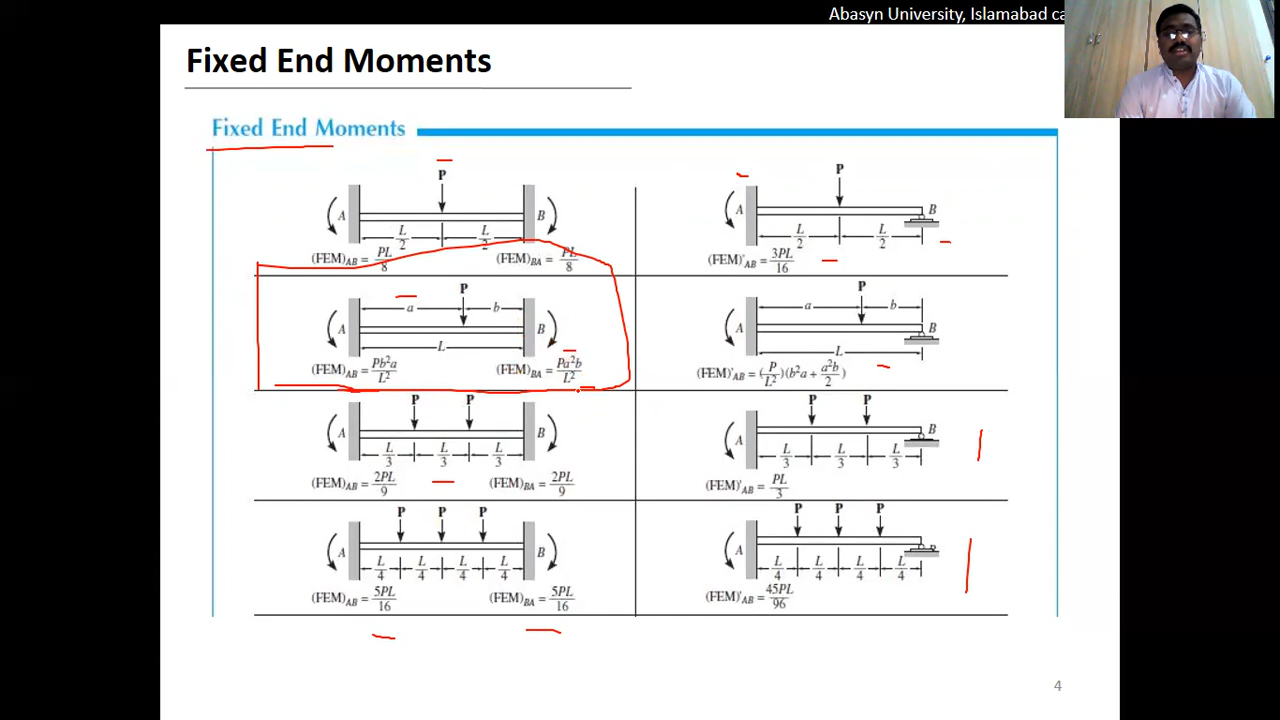 Abasyn University, Islamabad ca
Fixed End Moments
Fixed End Moments
P
A B
L/2 L/2
(FEM)AB = PL/8 (FEM)BA = PL/8
P
A B
L/2 L/2
(FEM)'AB = 3PL/16
P
a b
A B
L
(FEM)AB = Pb²a/L² (FEM)BA = Pa²b/L²
P
a b
A B
L
(FEM)'AB = (P/L²)(b²a + a²b/2)
P P
A B
L/3 L/3 L/3
(FEM)AB = 2PL/9 (FEM)BA = 2PL/9
P P
A B
L/3 L/3 L/3
(FEM)'AB = PL/3
P P P
A B
L/4 L/4 L/4 L/4
(FEM)AB = 5PL/16 (FEM)BA = 5PL/16
P P P
A B
L/4 L/4 L/4 L/4
(FEM)'AB = 45PL/96
4